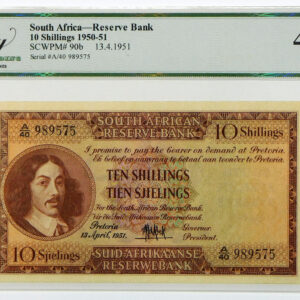 South Africa—Reserve Bank
10 Shillings 1950-51
SCWPM# 90b 13.4.1951
Serial #A/40 989575
4
SOUTH AFRICAN
RESERVE BANK
A/40 989575
10 Shillings
I promise to pay the bearer on demand at Pretoria.
Ek beloof om aan toonder te betaal te Pretoria
TEN SHILLINGS
TIEN SJIELINGS
For the South African Reserve Bank.
Vir die Suid-Afrikaanse Reserwebank.
Pretoria
13 April, 1951.
Governor.
President.
A/40 989575
10 Sjielings
SUID-AFRIKAANSE
RESERWEBANK